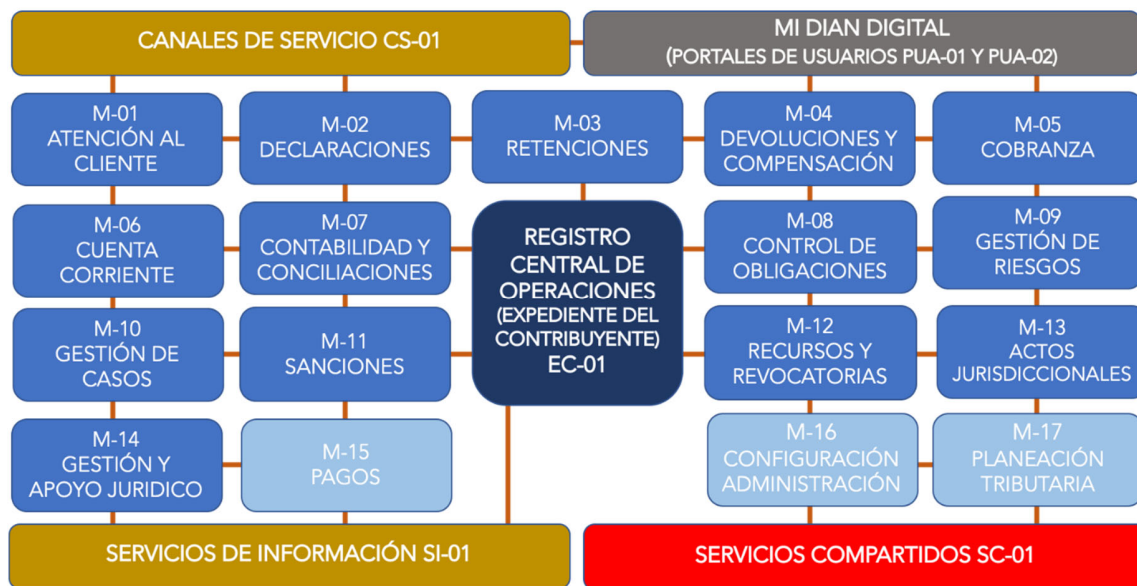 CANALES DE SERVICIO CS-01
MI DIAN DIGITAL
(PORTALES DE USUARIOS PUA-01 Y PUA-02)
M-01
ATENCIÓN AL
CLIENTE
M-02
DECLARACIONES
M-03
RETENCIONES
M-04
DEVOLUCIONES Y
COMPENSACIÓN
M-05
COBRANZA
M-06
CUENTA
CORRIENTE
M-07
CONTABILIDAD Y
CONCILIACIONES
REGISTRO
CENTRAL DE
OPERACIONES
(EXPEDIENTE DEL
CONTRIBUYENTE)
EC-01
M-08
CONTROL DE
OBLIGACIONES
M-09
GESTIÓN DE
RIESGOS
M-10
GESTIÓN DE
CASOS
M-11
SANCIONES
M-12
RECURSOS Y
REVOCATORIAS
M-13
ACTOS
JURISDICCIONALES
M-14
GESTIÓN Y
APOYO JURIDICO
M-15
PAGOS
M-16
CONFIGURACIÓN
ADMINISTRACIÓN
M-17
PLANEACIÓN
TRIBUTARIA
SERVICIOS DE INFORMACIÓN SI-01
SERVICIOS COMPARTIDOS SC-01